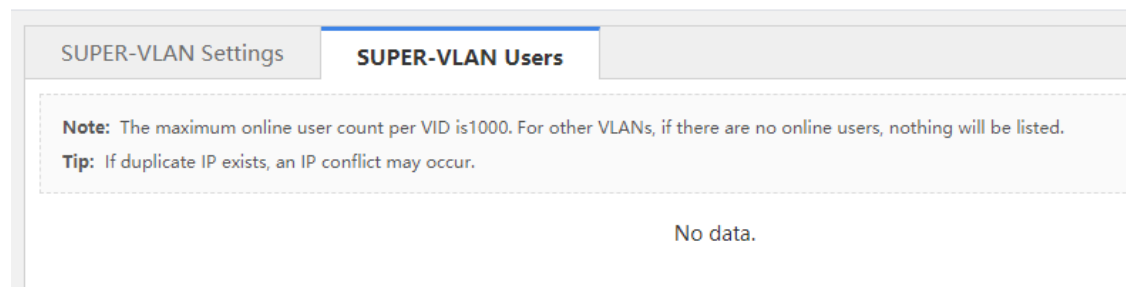 SUPER-VLAN Settings
SUPER-VLAN Users
Note: The maximum online user count per VID is1000. For other VLANs, if there are no online users, nothing will be listed.
Tip: If duplicate IP exists, an IP conflict may occur.
No data.